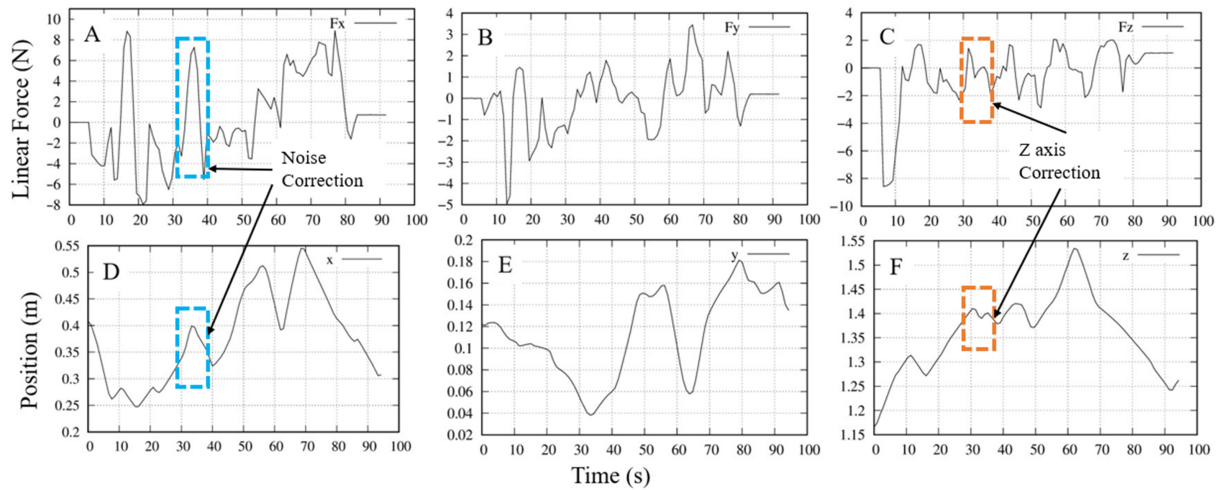 A
Fx
B
Fy
C
Fz
Linear Force (N)
10
8
6
4
2
0
−2
−4
−6
−8
0 10 20 30 40 50 60 70 80 90 100
4
3
2
1
0
−1
−2
−3
−4
−5
0 10 20 30 40 50 60 70 80 90 100
4
2
0
−2
−4
−6
−8
−10
0 10 20 30 40 50 60 70 80 90 100
Noise
Correction
Z axis
Correction
D
x
E
y
F
z
Position (m)
0.55
0.5
0.45
0.4
0.35
0.3
0.25
0.2
0 10 20 30 40 50 60 70 80 90 100
0.2
0.18
0.16
0.14
0.12
0.1
0.08
0.06
0.04
0.02
0 10 20 30 40 50 60 70 80 90 100
1.55
1.5
1.45
1.4
1.35
1.3
1.25
1.2
1.15
0 10 20 30 40 50 60 70 80 90 100
Time (s)